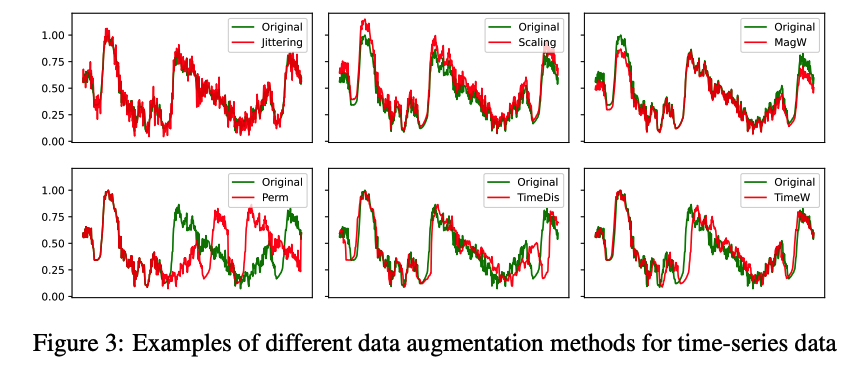 Original
Jittering
1.00
0.75
0.50
0.25
0.00
Original
Scaling
Original
MagW
Original
Perm
1.00
0.75
0.50
0.25
0.00
Original
TimeDis
Original
TimeW
Figure 3: Examples of different data augmentation methods for time-series data